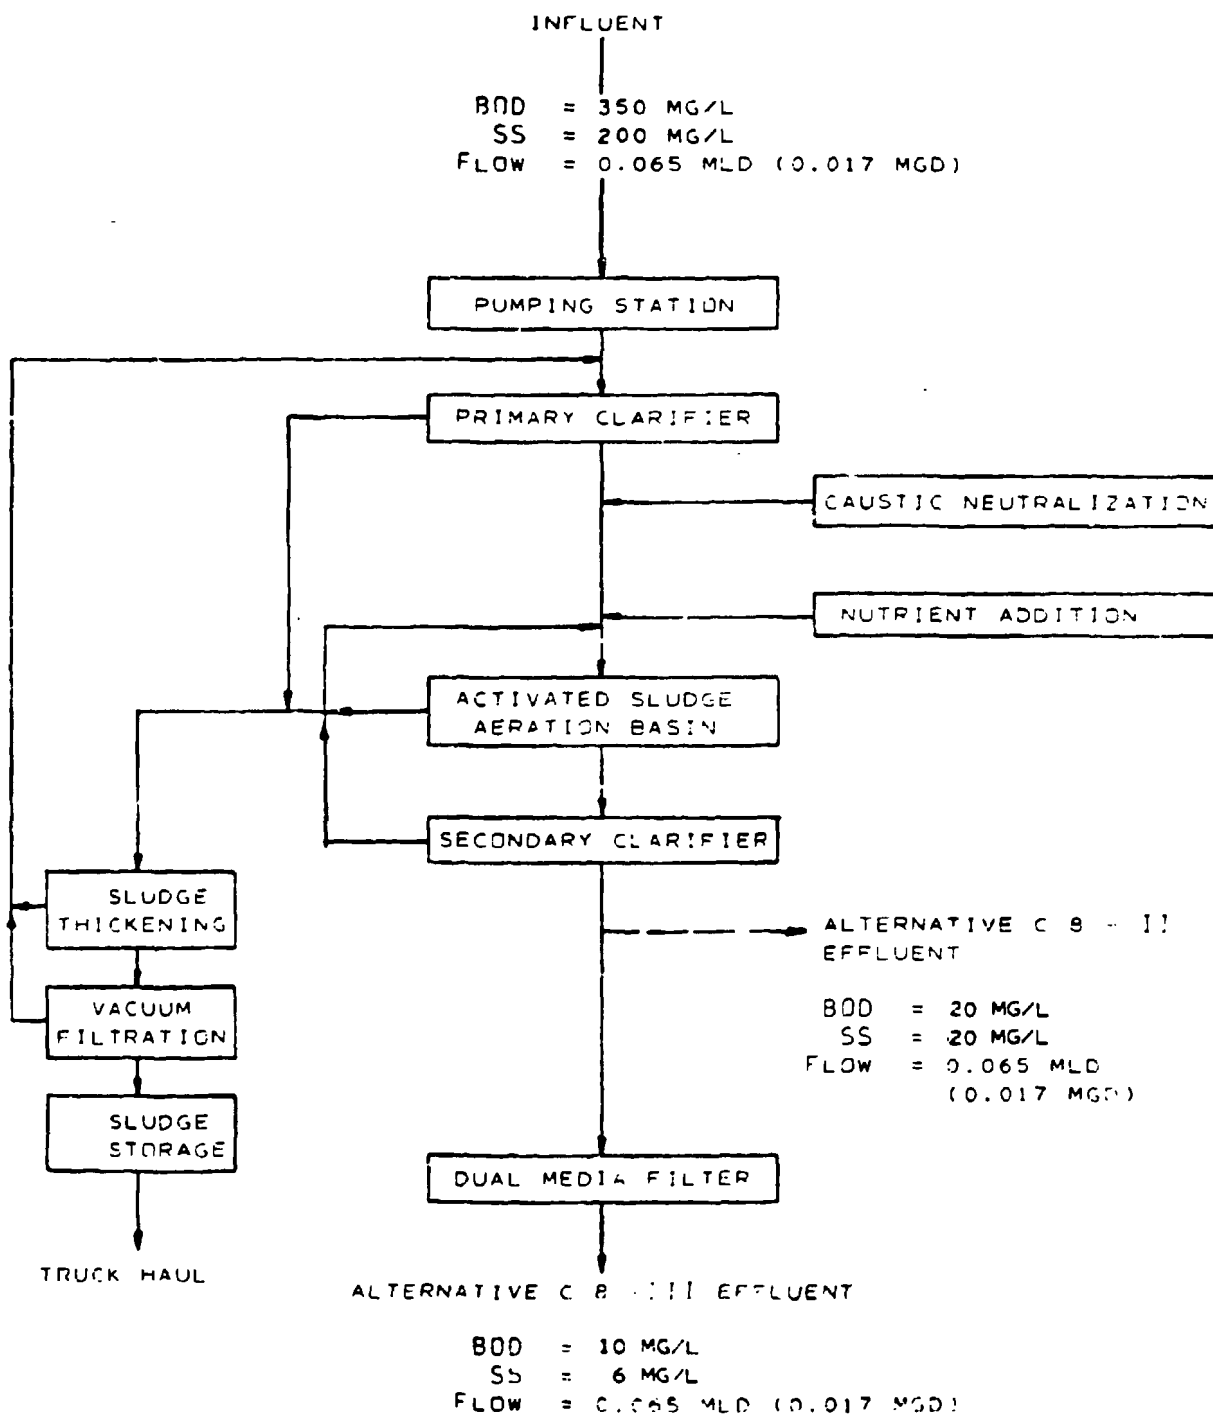 INFLUENT
BOD = 350 MG/L
SS = 200 MG/L
FLOW = 0.065 MLD (0.017 MGD)
PUMPING STATION
PRIMARY CLARIFIER
CAUSTIC NEUTRALIZATION
NUTRIENT ADDITION
ACTIVATED SLUDGE
AERATION BASIN
SECONDARY CLARIFIER
SLUDGE
THICKENING
ALTERNATIVE C 8 - II
EFFLUENT
VACUUM
FILTRATION
BOD = 20 MG/L
SS = 20 MG/L
FLOW = 0.065 MLD
(0.017 MGD)
SLUDGE
STORAGE
DUAL MEDIA FILTER
TRUCK HAUL
ALTERNATIVE C 8 - III EFFLUENT
BOD = 10 MG/L
SS = 6 MG/L
FLOW = 0.065 MLD (0.017 MGD)